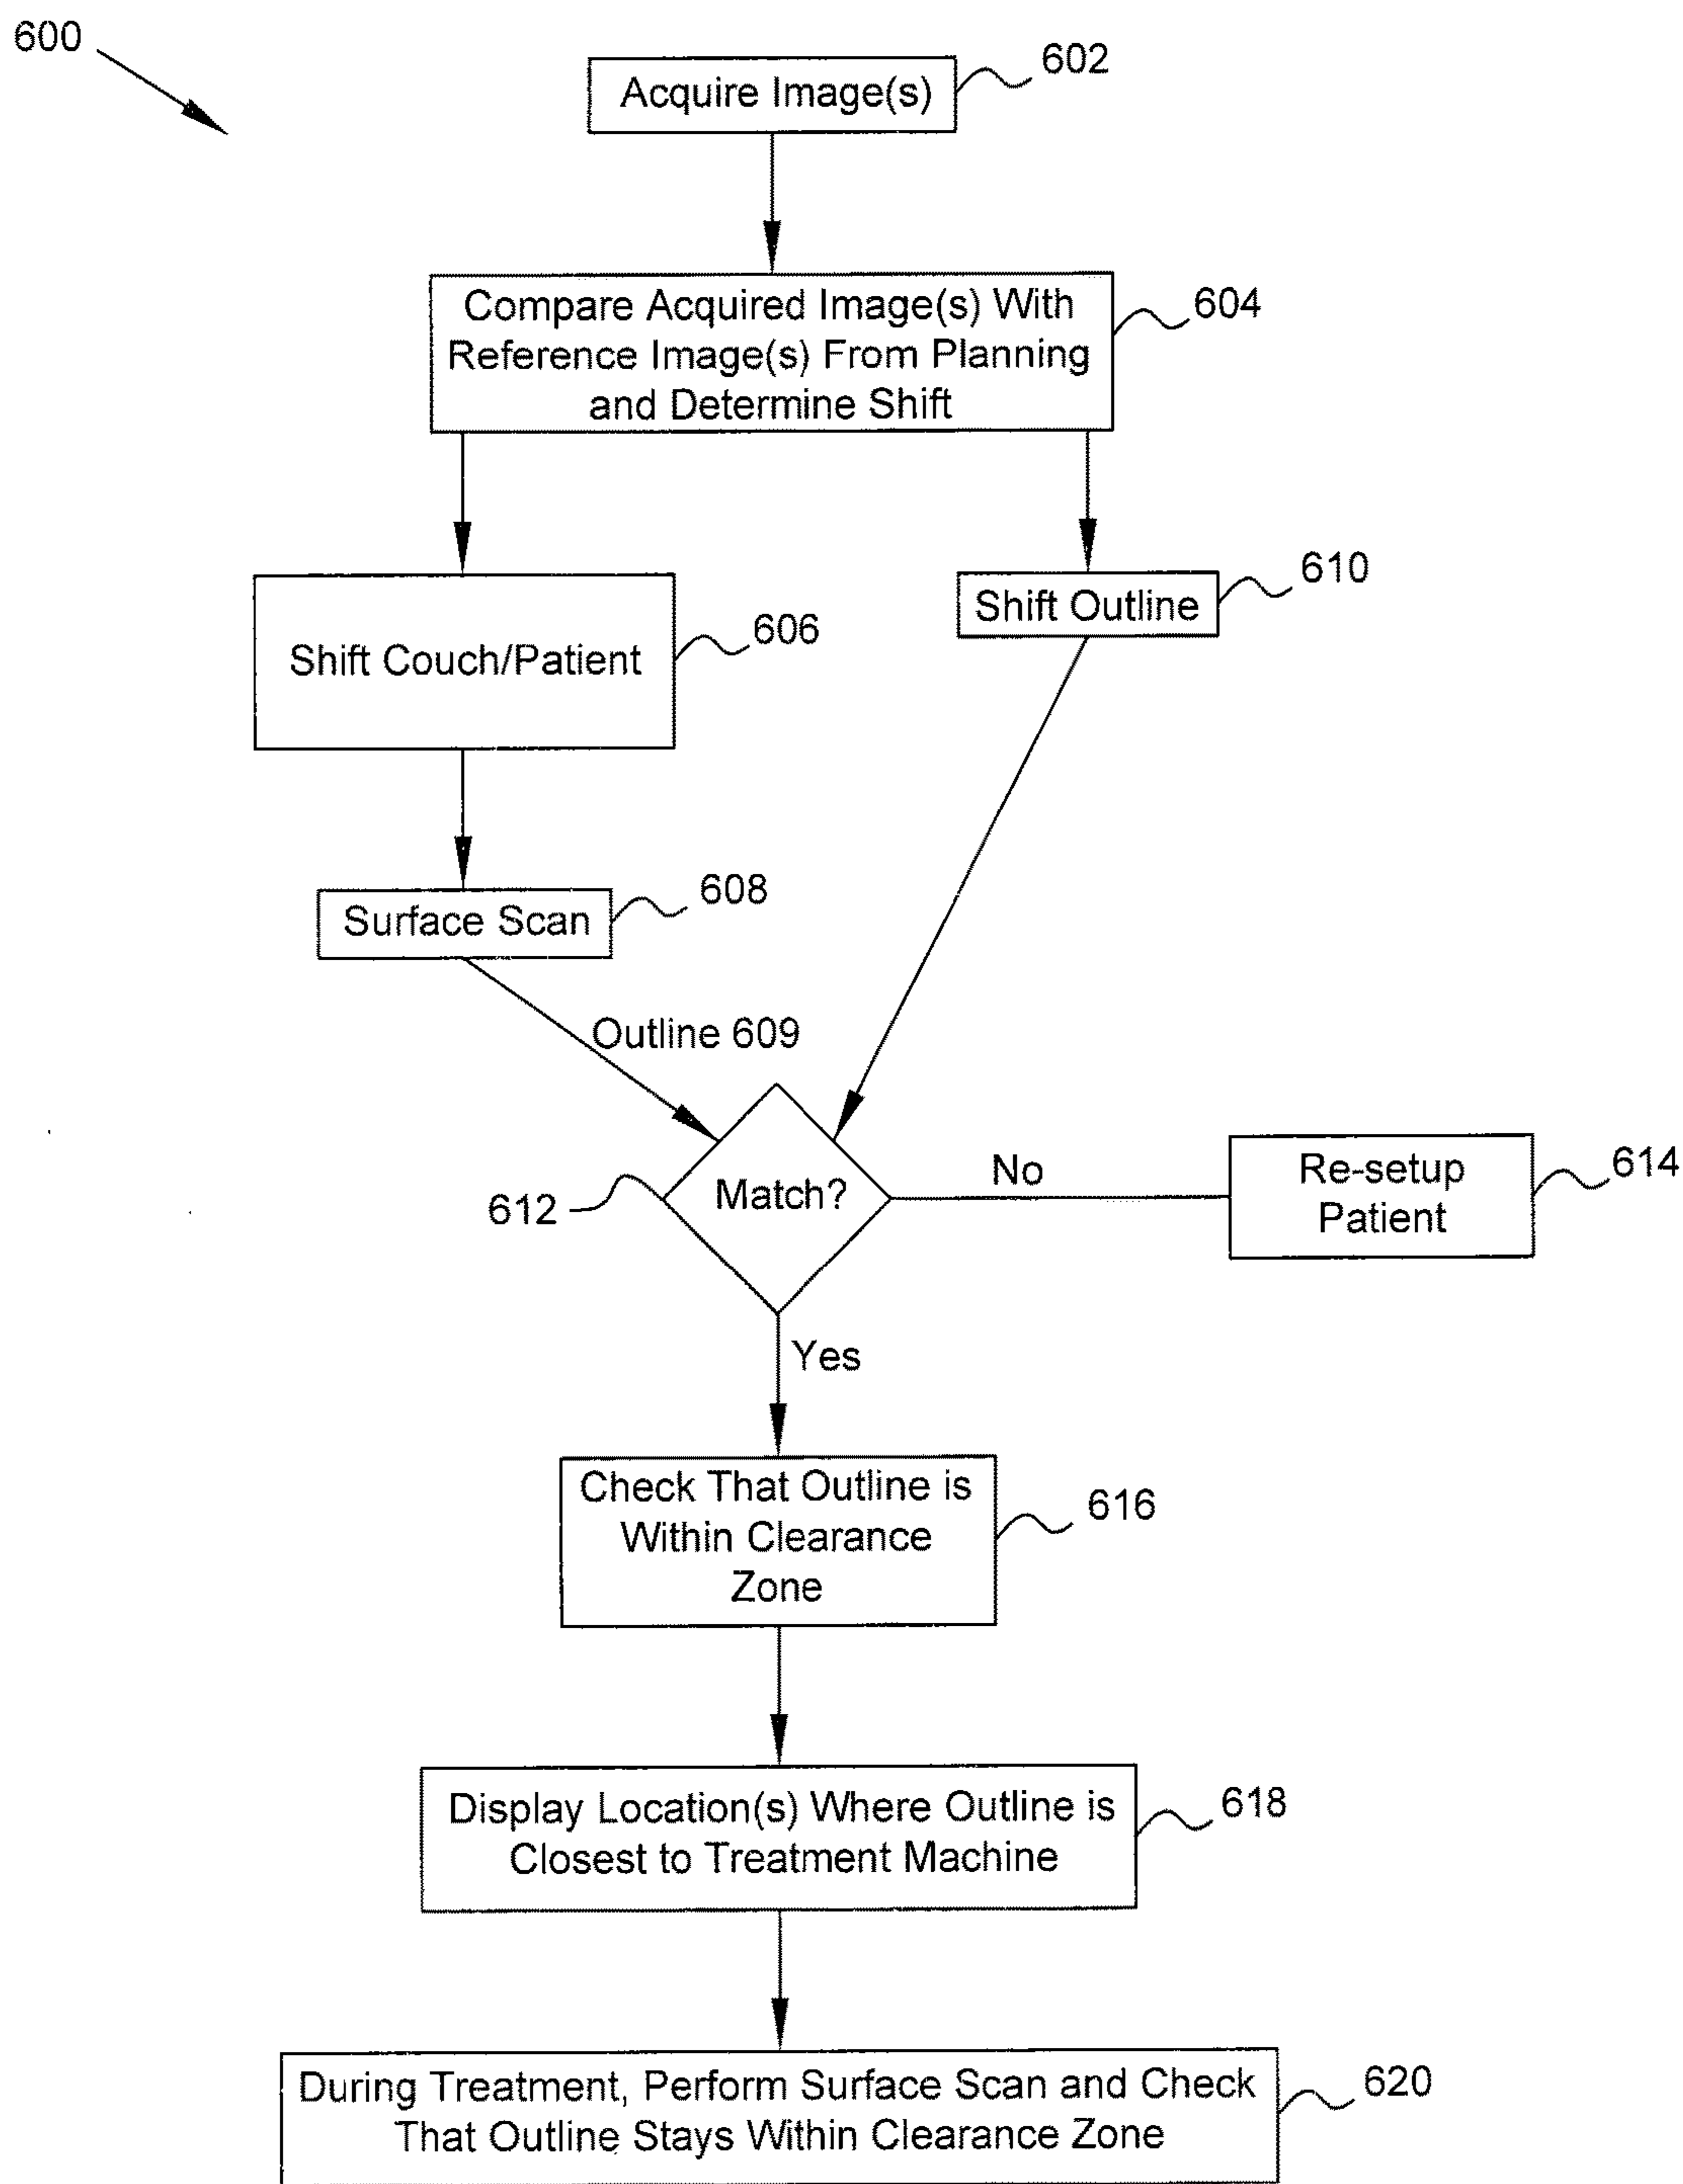 600
Acquire Image(s)
602
Compare Acquired Image(s) With
Reference Image(s) From Planning
and Determine Shift
604
Shift Couch/Patient
606
Shift Outline
610
Surface Scan
608
Outline 609
Match?
612
No
Re-setup
Patient
614
Yes
Check That Outline is
Within Clearance
Zone
616
Display Location(s) Where Outline is
Closest to Treatment Machine
618
During Treatment, Perform Surface Scan and Check
That Outline Stays Within Clearance Zone
620